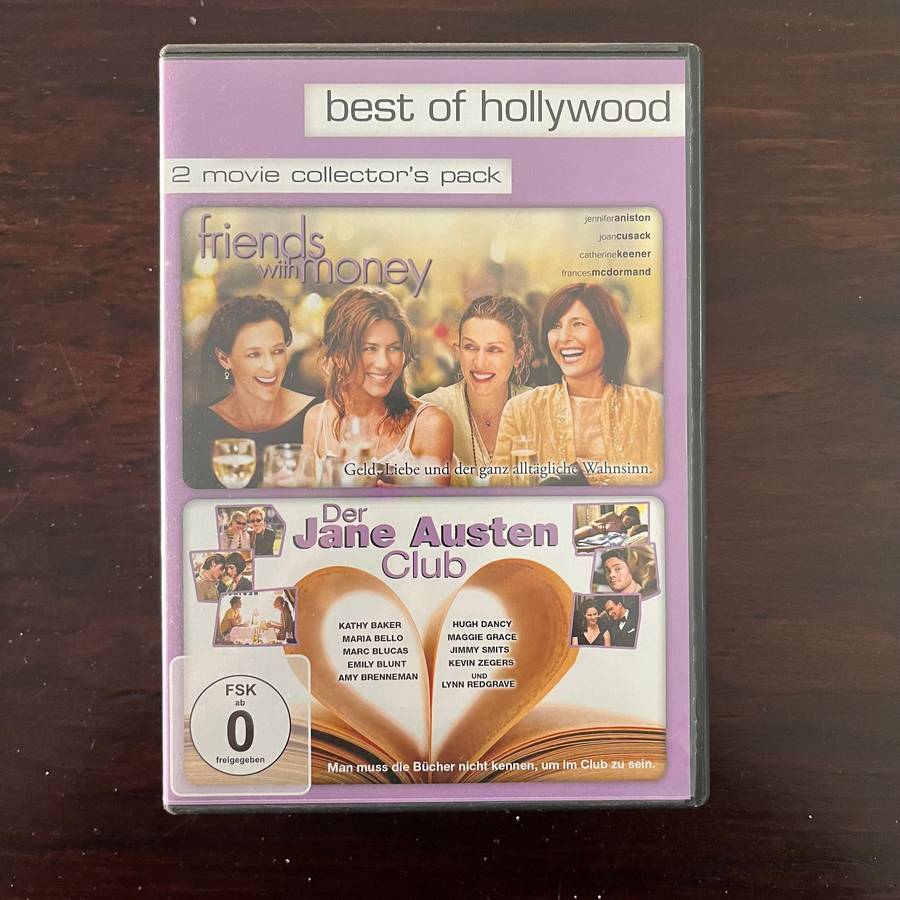 best of hollywood
2 movie collector's pack
friends
with money
jenniferaniston
joancusack
catherinekeener
francesmcdormand
Geld, Liebe und der ganz alltägliche Wahnsinn.
Der
Jane Austen
Club
KATHY BAKER
MARIA BELLO
MARC BLUCAS
EMILY BLUNT
AMY BRENNEMAN
HUGH DANCY
MAGGIE GRACE
JIMMY SMITS
KEVIN ZEGERS
UND
LYNN REDGRAVE
FSK
ab
0
freigegeben
Man muss die Bücher nicht kennen, um im Club zu sein.